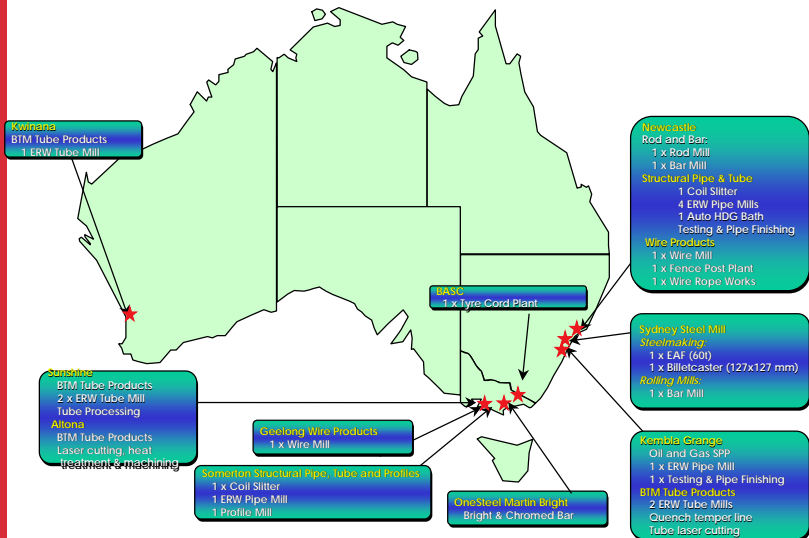 Kwinana
BTM Tube Products
1 ERW Tube Mill
Newcastle
Rod and Bar:
1 x Rod Mill
1 x Bar Mill
Structural Pipe & Tube
1 Coil Slitter
4 ERW Pipe Mills
1 Auto HDG Bath
Testing & Pipe Finishing
Wire Products
1 x Wire Mill
1 x Fence Post Plant
1 x Wire Rope Works
BASC
1 x Tyre Cord Plant
Sydney Steel Mill
Steelmaking:
1 x EAF (60t)
1 x Billetcaster (127x127 mm)
Rolling Mills:
1 x Bar Mill
Sunshine
BTM Tube Products
2 x ERW Tube Mill
Tube Processing
Altona
BTM Tube Products
Laser cutting, heat
treatment & machining
Geelong Wire Products
1 x Wire Mill
Somerton Structural Pipe, Tube and Profiles
1 x Coil Slitter
1 ERW Pipe Mill
1 Profile Mill
OneSteel Martin Bright
Bright & Chromed Bar
Kembla Grange
Oil and Gas SPP
1 x ERW Pipe Mill
1 x Testing & Pipe Finishing
BTM Tube Products
2 ERW Tube Mills
Quench temper line
Tube laser cutting